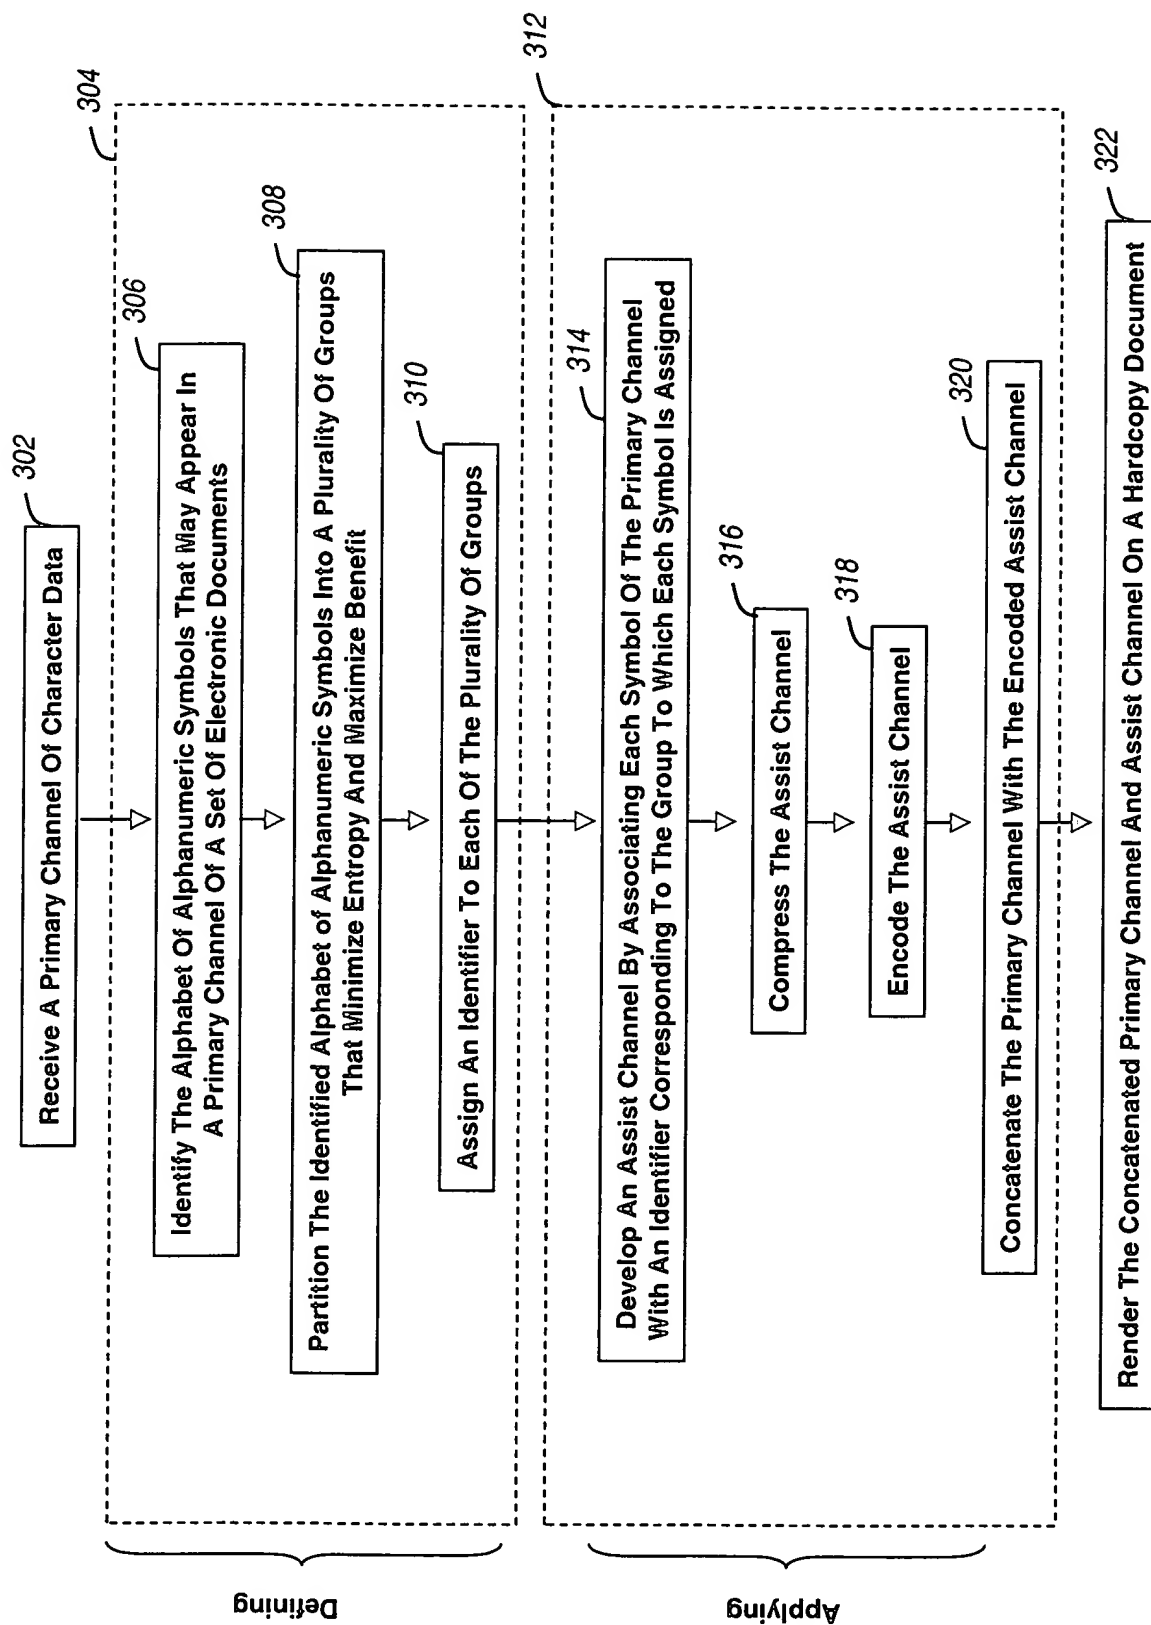 302
Receive A Primary Channel Of Character Data
304
Defining
306
Identify The Alphabet Of Alphanumeric Symbols That May Appear In
A Primary Channel Of A Set Of Electronic Documents
308
Partition The Identified Alphabet of Alphanumeric Symbols Into A Plurality Of Groups
That Minimize Entropy And Maximize Benefit
310
Assign An Identifier To Each Of The Plurality Of Groups
312
Applying
314
Develop An Assist Channel By Associating Each Symbol Of The Primary Channel
With An Identifier Corresponding To The Group To Which Each Symbol Is Assigned
316
Compress The Assist Channel
318
Encode The Assist Channel
320
Concatenate The Primary Channel With The Encoded Assist Channel
322
Render The Concatenated Primary Channel And Assist Channel On A Hardcopy Document